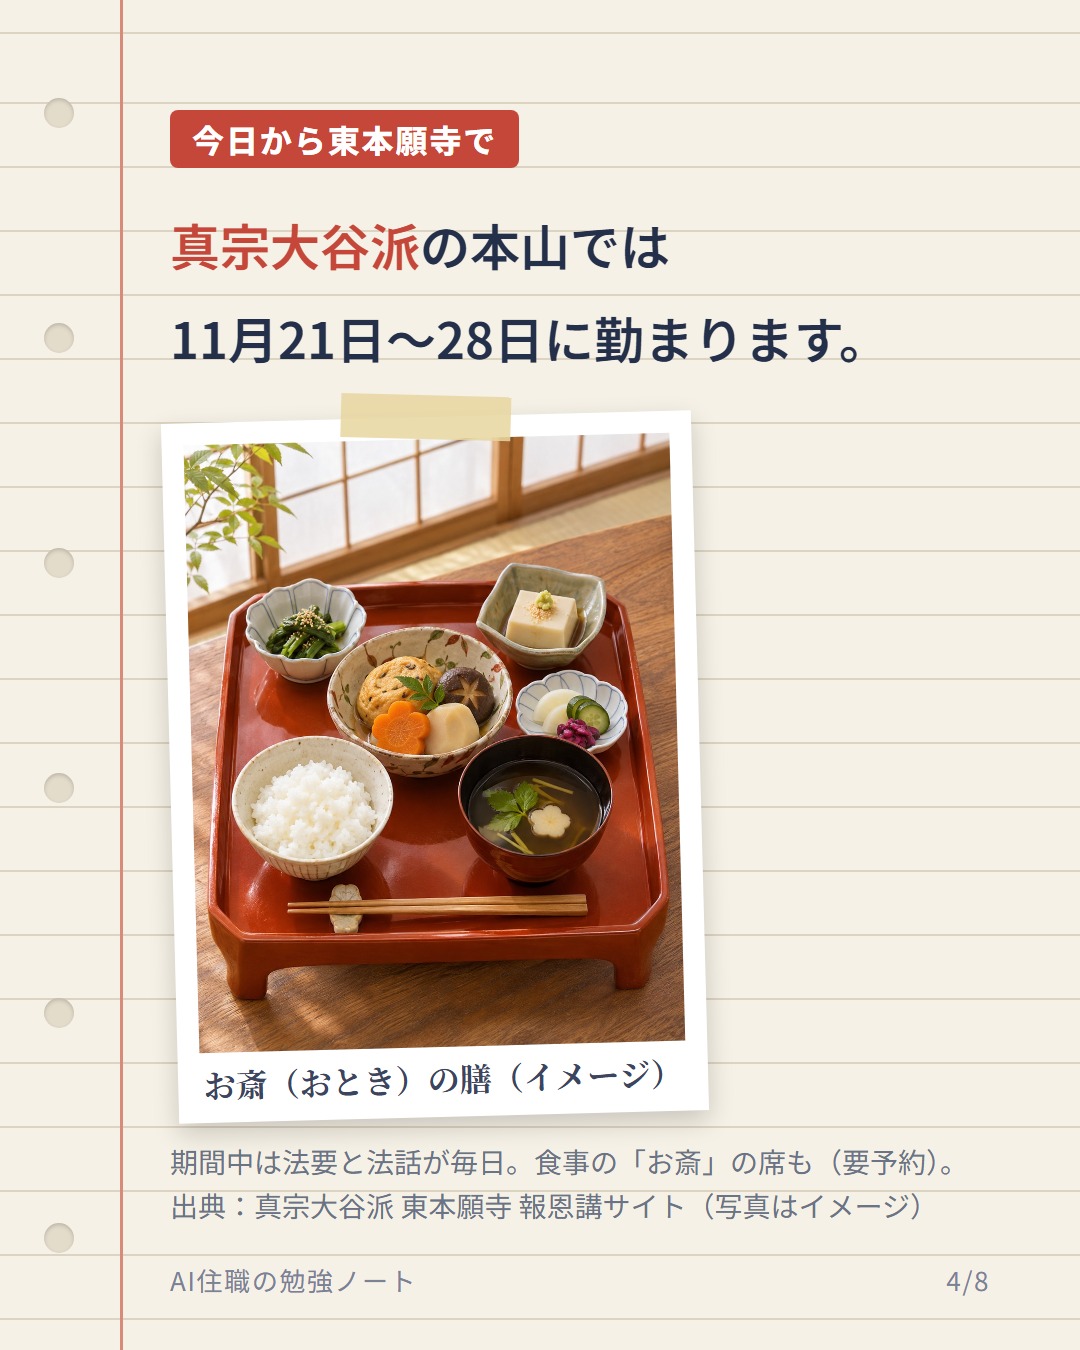 今日から東本願寺で
真宗大谷派の本山では
11月21日〜28日に勤まります。
お斎（おとき）の膳（イメージ）
期間中は法要と法話が毎日。食事の「お斎」の席も（要予約）。
出典：真宗大谷派 東本願寺 報恩講サイト（写真はイメージ）
AI住職の勉強ノート
4/8